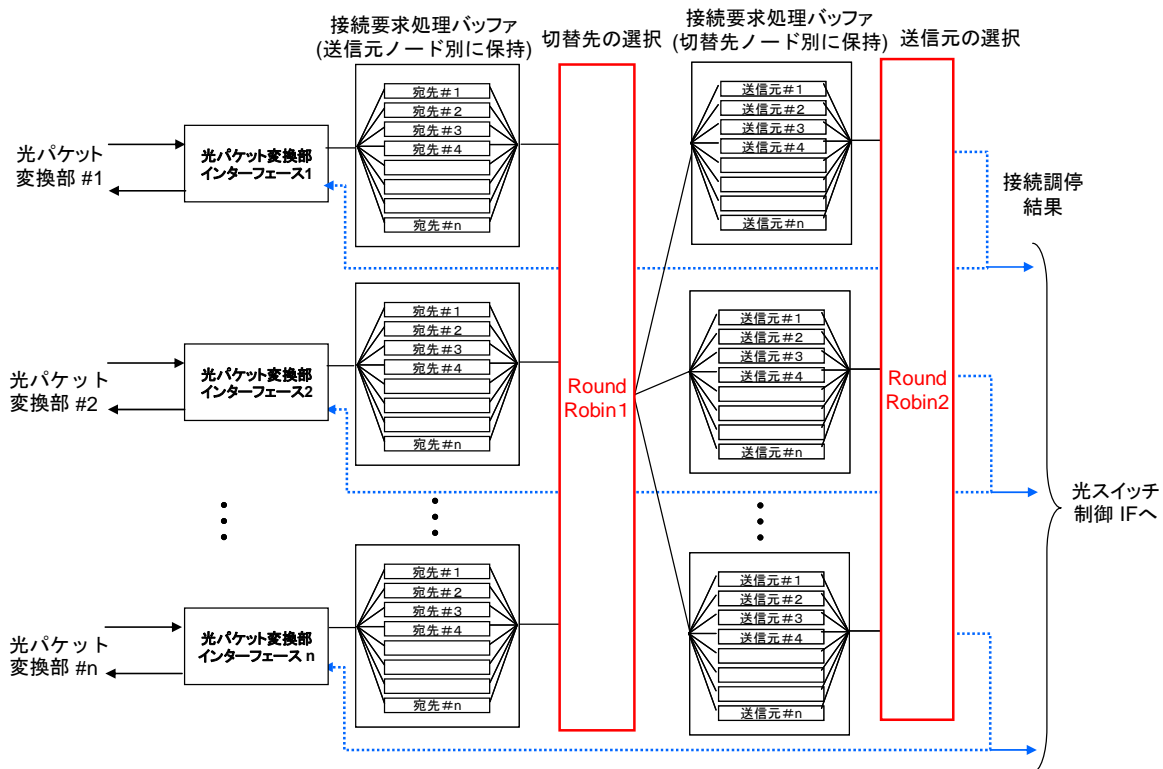 接続要求処理バッファ
(送信元ノード別に保持)
切替先の選択
接続要求処理バッファ
(切替先ノード別に保持)
送信元の選択
光パケット
変換部 #1
光パケット変換部
インターフェース1
宛先#1
宛先#2
宛先#3
宛先#4
宛先#n
送信元#1
送信元#2
送信元#3
送信元#4
送信元#n
接続調停
結果
光パケット
変換部 #2
光パケット変換部
インターフェース2
宛先#1
宛先#2
宛先#3
宛先#4
宛先#n
Round
Robin1
送信元#1
送信元#2
送信元#3
送信元#4
送信元#n
Round
Robin2
光スイッチ
制御 IFへ
光パケット
変換部 #n
光パケット変換部
インターフェース n
宛先#1
宛先#2
宛先#3
宛先#4
宛先#n
送信元#1
送信元#2
送信元#3
送信元#4
送信元#n